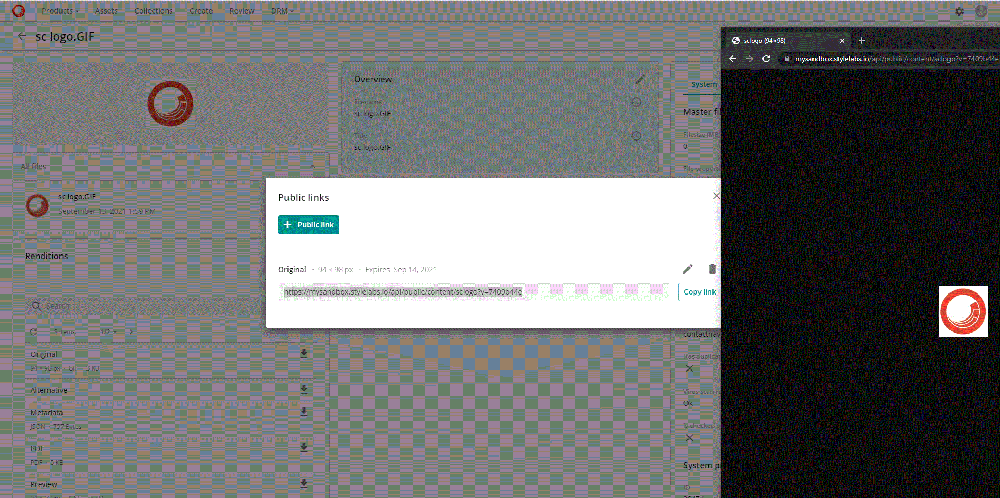 Products Assets Collections Create Review DRM
sc logo.GIF
Overview
Filename
sc logo.GIF
Title
sc logo.GIF
All files
sc logo.GIF
September 13, 2021 1:59 PM
Renditions
Search
8 items 1/2
Original
94 × 98 px · GIF · 3 KB
Alternative
Metadata
JSON · 757 Bytes
PDF
PDF · 5 KB
Preview
Public links
+ Public link
Original · 94 × 98 px · Expires Sep 14, 2021
https://mysandbox.stylelabs.io/api/public/content/sclogo?v=7409b44e
Copy link
System
Master fil
Filesize (MB)
0
File properti
contactnav
Has duplicat
Virus scan re
Ok
Is checked o
System p
ID
sclogo (94×98)
mysandbox.stylelabs.io/api/public/content/sclogo?v=7409b44e